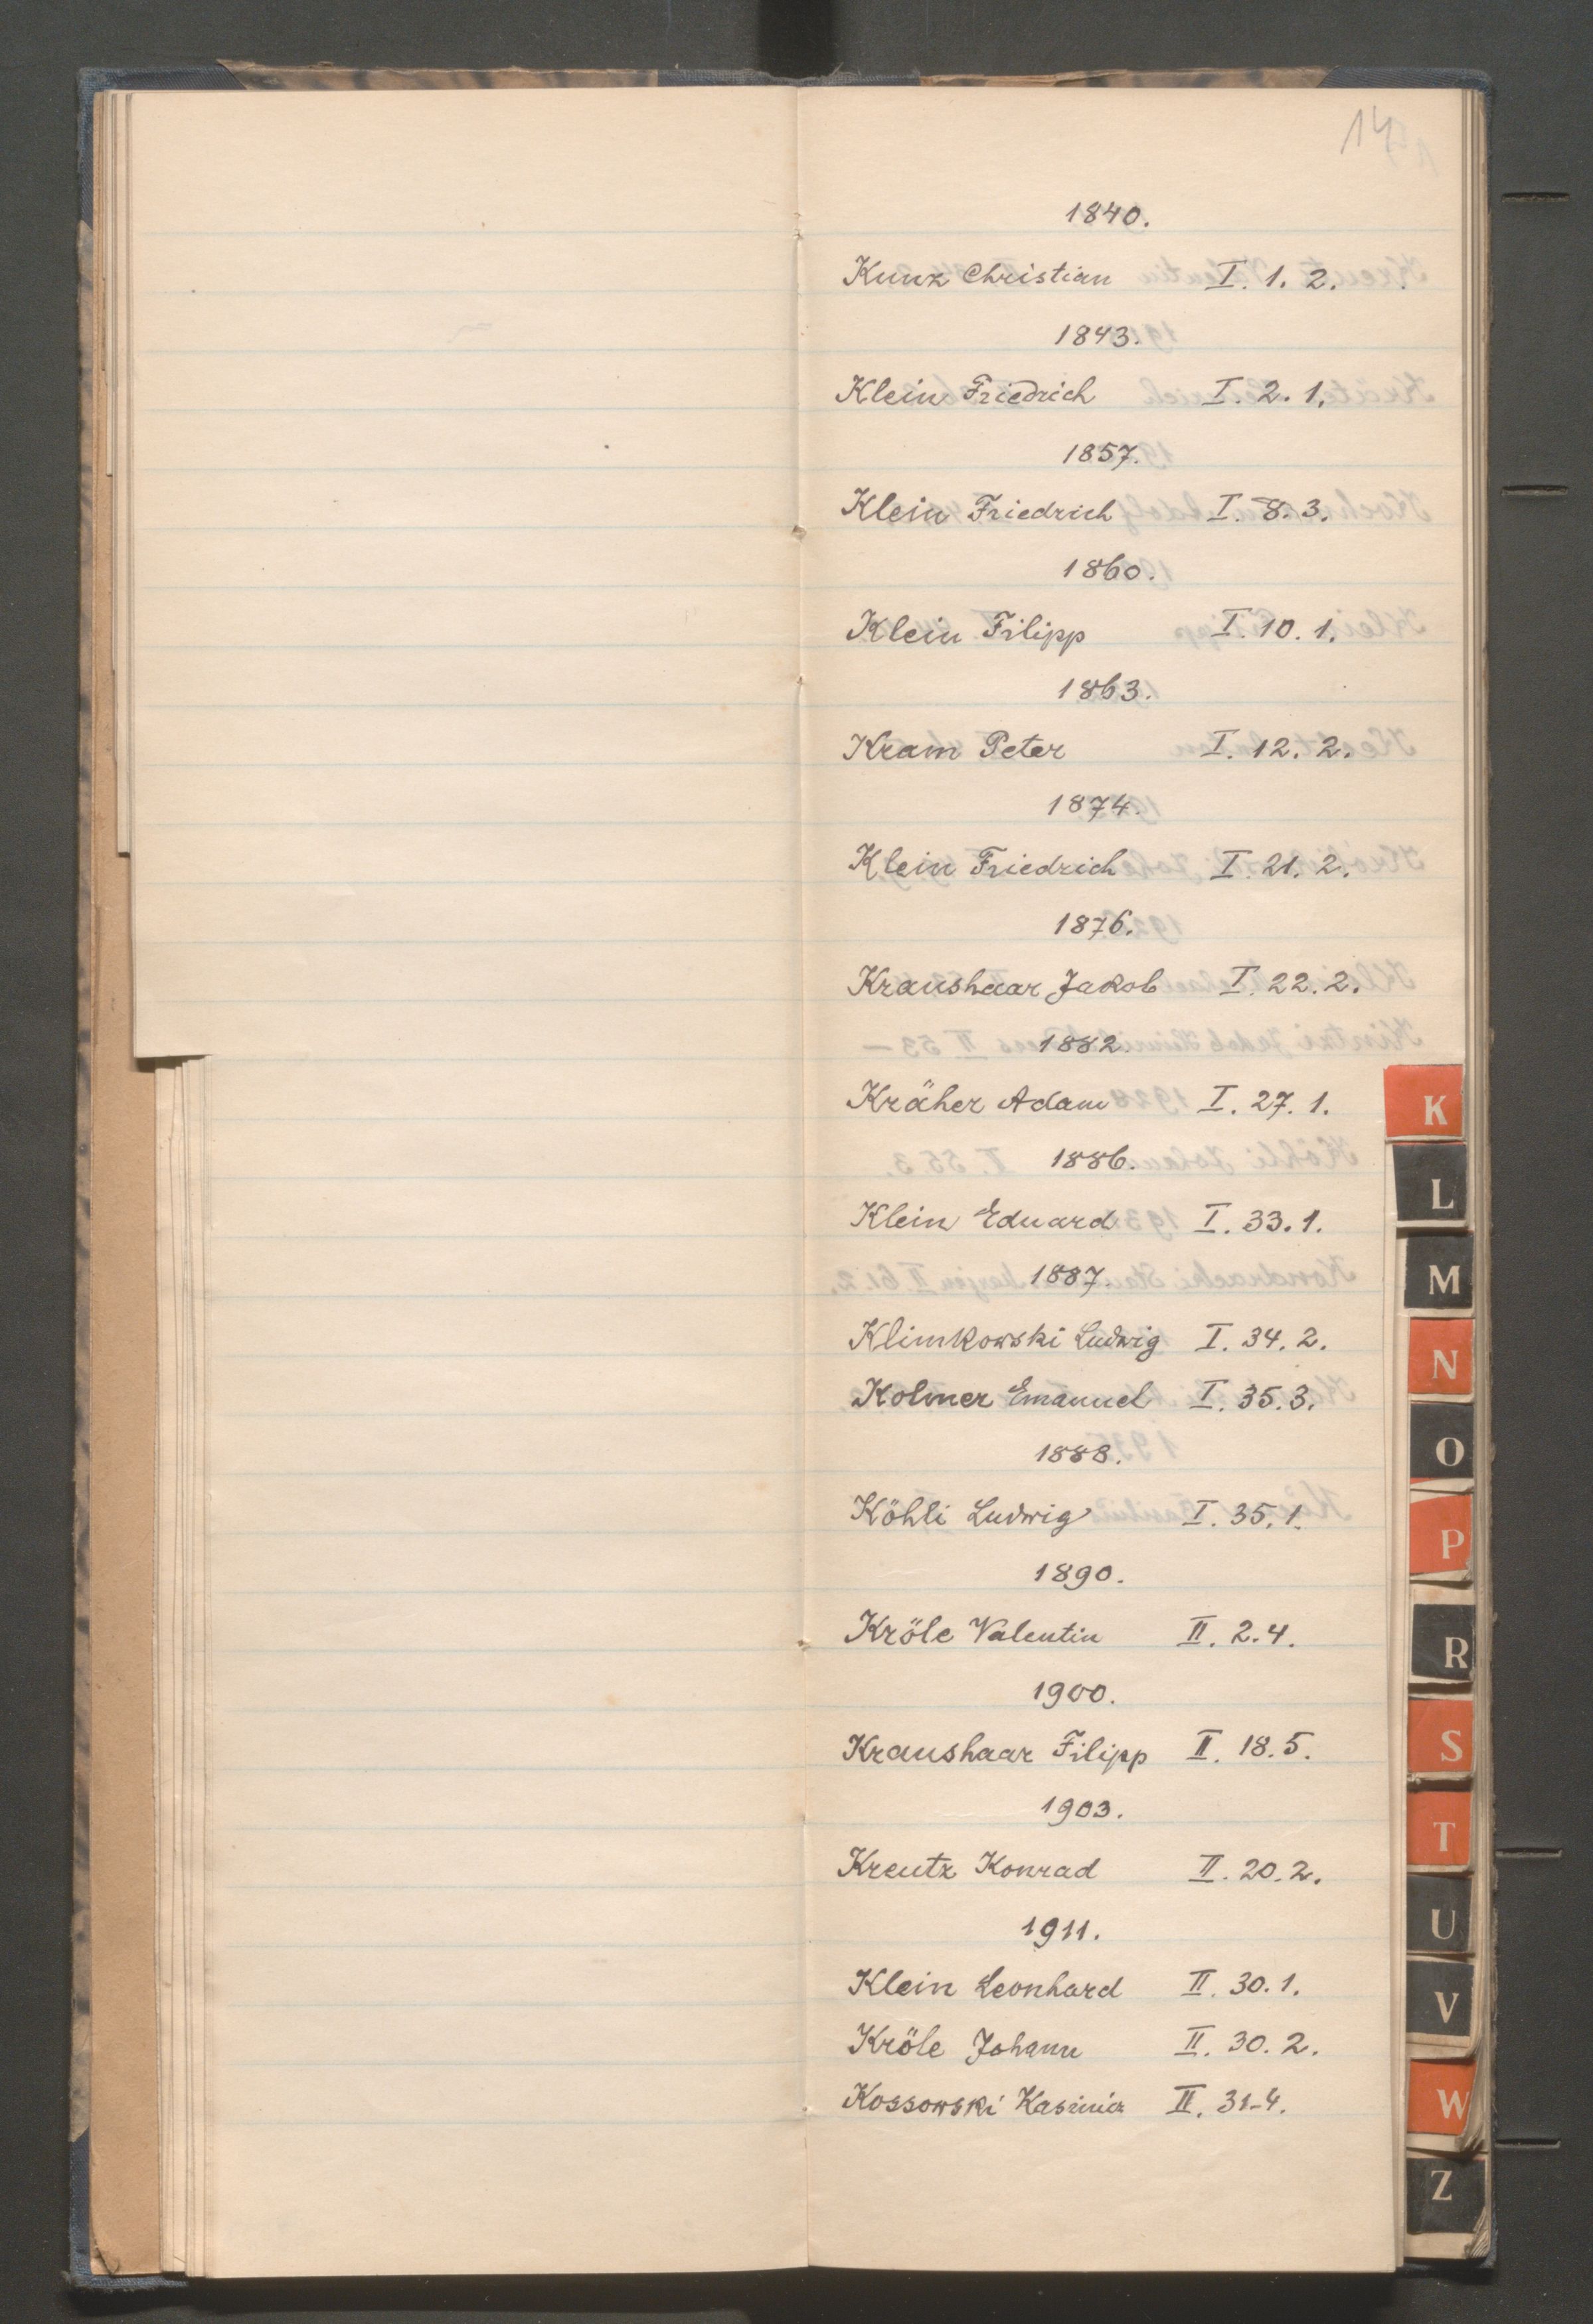 14
1840.
Kunz Christian I. 1. 2.
1843.
Klein Friedrich I. 2. 1.
1857.
Klein Friedrich I. 8. 3.
1860.
Klein Filipp I. 10. 1.
1863.
Kram Peter I. 12. 2.
1874.
Klein Friedrich I. 21. 2.
1876.
Kraushaar Jakob I. 22. 2.
1882.
Kräher Adam I. 27. 1.
1886.
Klein Eduard I. 33. 1.
1887.
Klimkowski Ludwig I. 34. 2.
Kolmer Emanuel I. 35. 3.
1888.
Köhli Ludwig I. 35. 1.
1890.
Kröle Valentin II. 2. 4.
1900.
Kraushaar Filipp II. 18. 5.
1903.
Kreutz Konrad II. 20. 2.
1911.
Klein Leonhard II. 30. 1.
Kröle Johann II. 30. 2.
Kossowski Kasimir II. 31-4.
K
L
M
N
O
P
R
S
T
U
V
W
Z